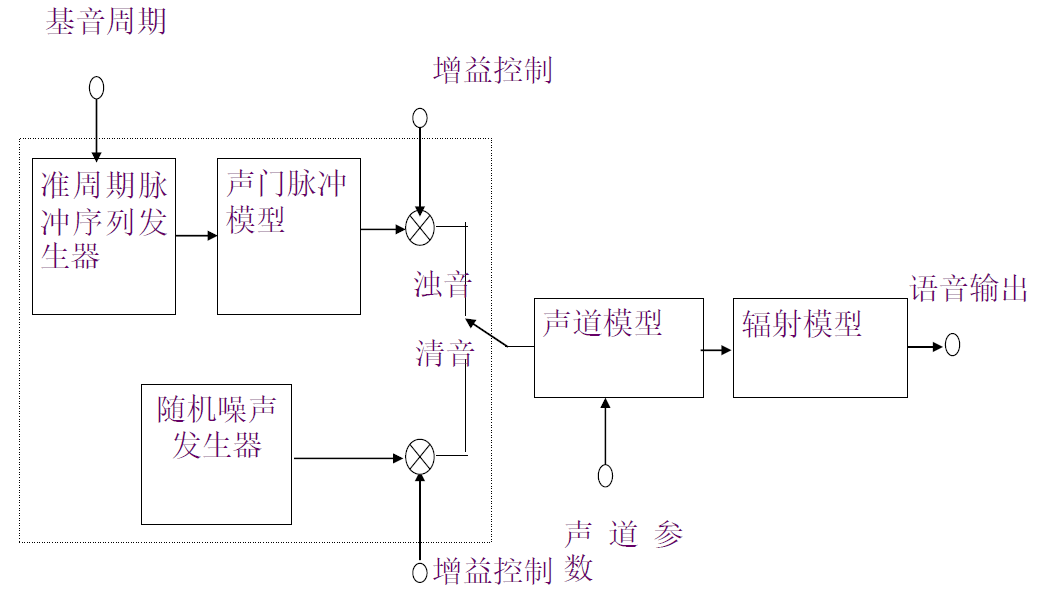 基音周期
增益控制
准周期脉
冲序列发
生器
声门脉冲
模型
浊音
清音
声道模型
辐射模型
语音输出
随机噪声
发生器
增益控制
声道参
数